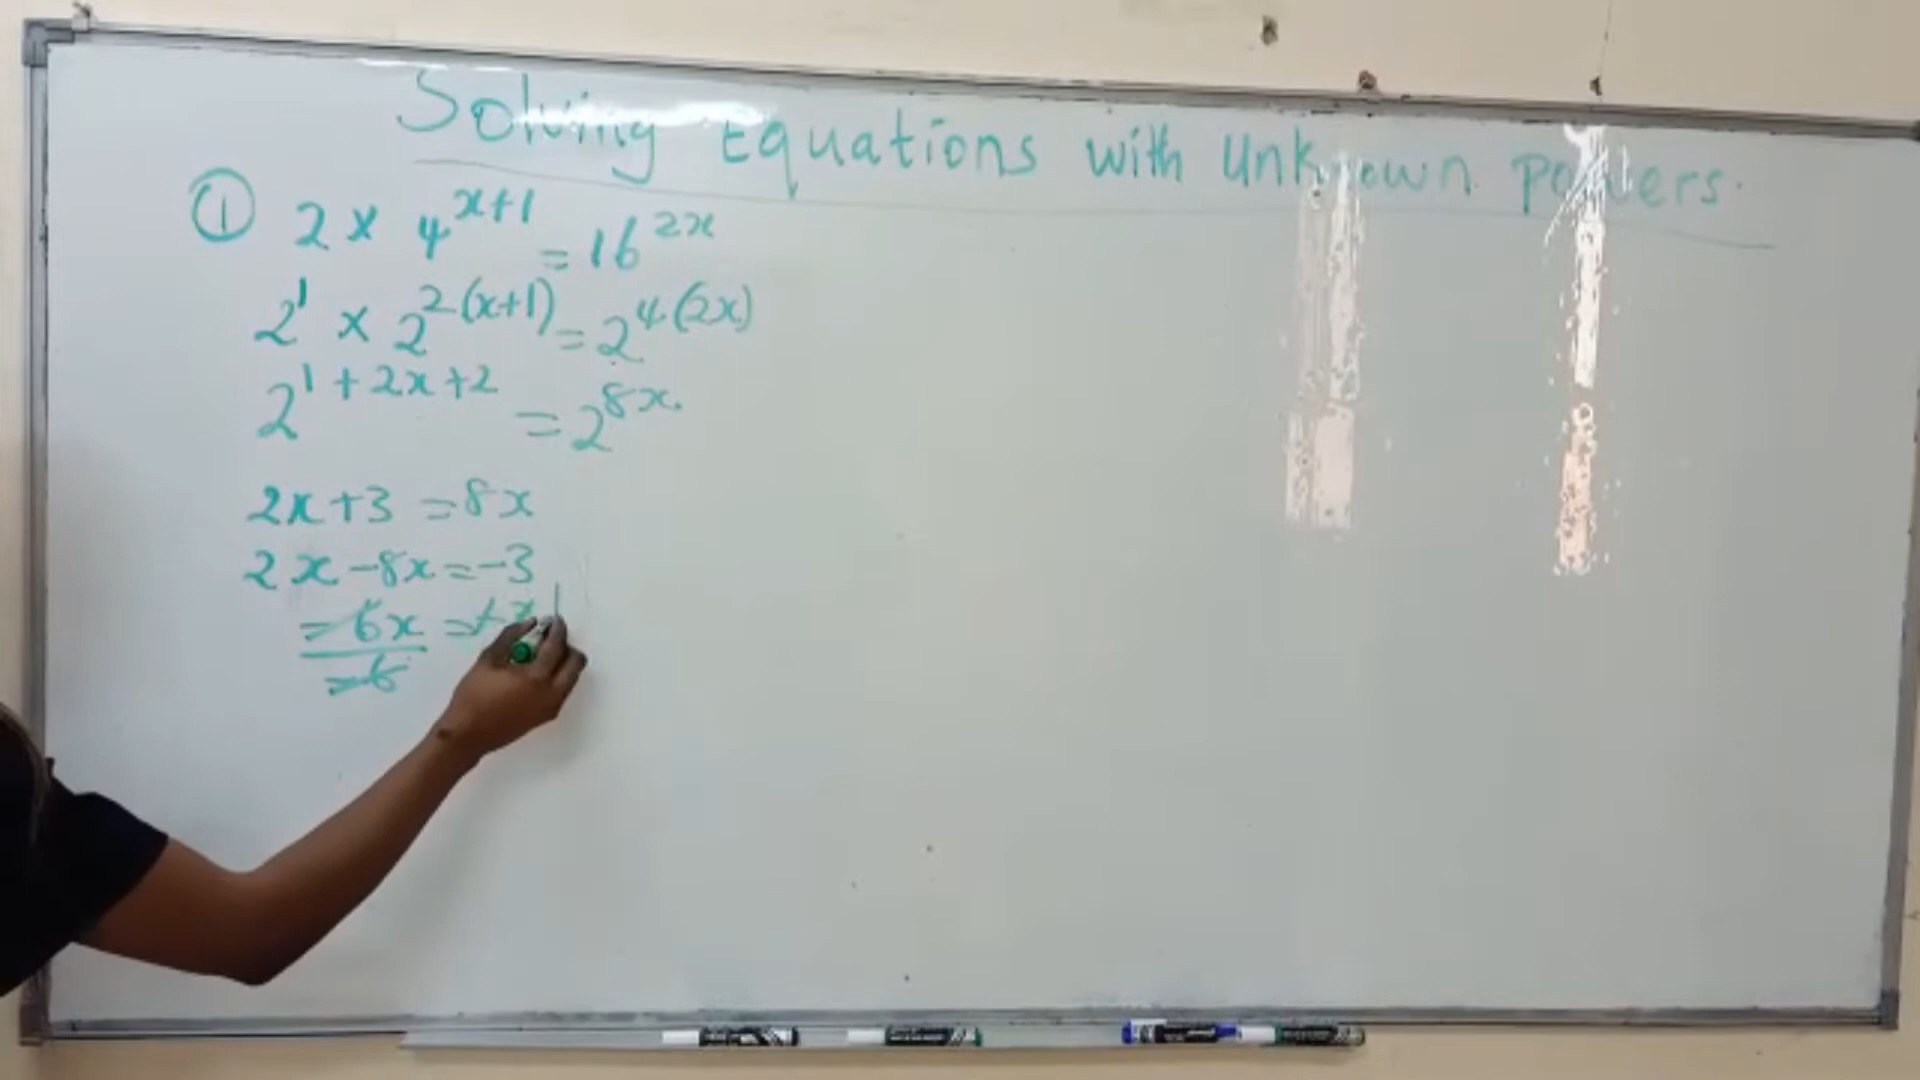 Solving Equations with Unknown powers.
① 2 × 4^{x+1} = 16^{2x}
2^1 × 2^{2(x+1)} = 2^{4(2x)}
2^{1+2x+2} = 2^{8x}
2x+3 = 8x
2x-8x=-3
-6x =
-6